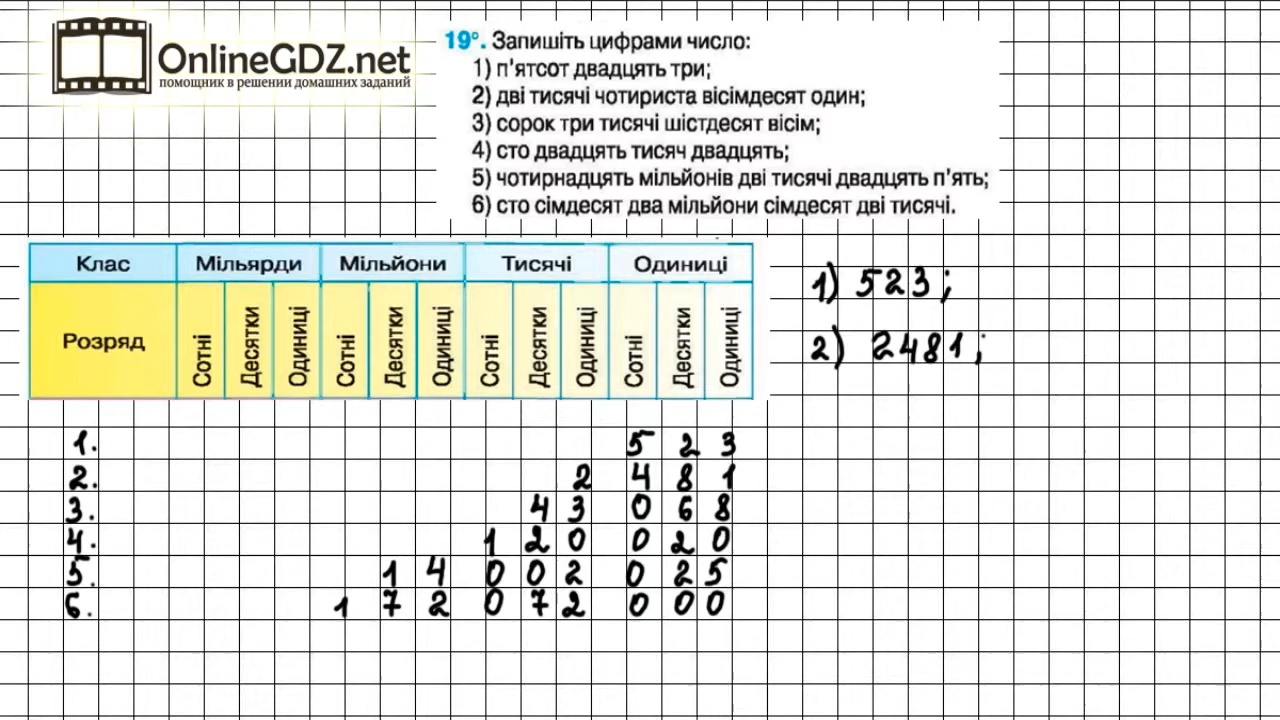 OnlineGDZ.net
помощник в решении домашних заданий
19°. Запишіть цифрами число:
1) п'ятсот двадцять три;
2) дві тисячі чотириста вісімдесят один;
3) сорок три тисячі шістдесят вісім;
4) сто двадцять тисяч двадцять;
5) чотирнадцять мільйонів дві тисячі двадцять п'ять;
6) сто сімдесят два мільйони сімдесят дві тисячі.
Клас Мільярди Мільйони Тисячі Одиниці
Розряд Сотні Десятки Одиниці Сотні Десятки Одиниці Сотні Десятки Одиниці Сотні Десятки Одиниці
1. 5 2 3
2. 2 4 8 1
3. 4 3 0 6 8
4. 1 2 0 0 2 0
5. 1 4 0 0 2 0 2 5
6. 1 7 2 0 7 2 0 0 0
1) 523;
2) 2481;